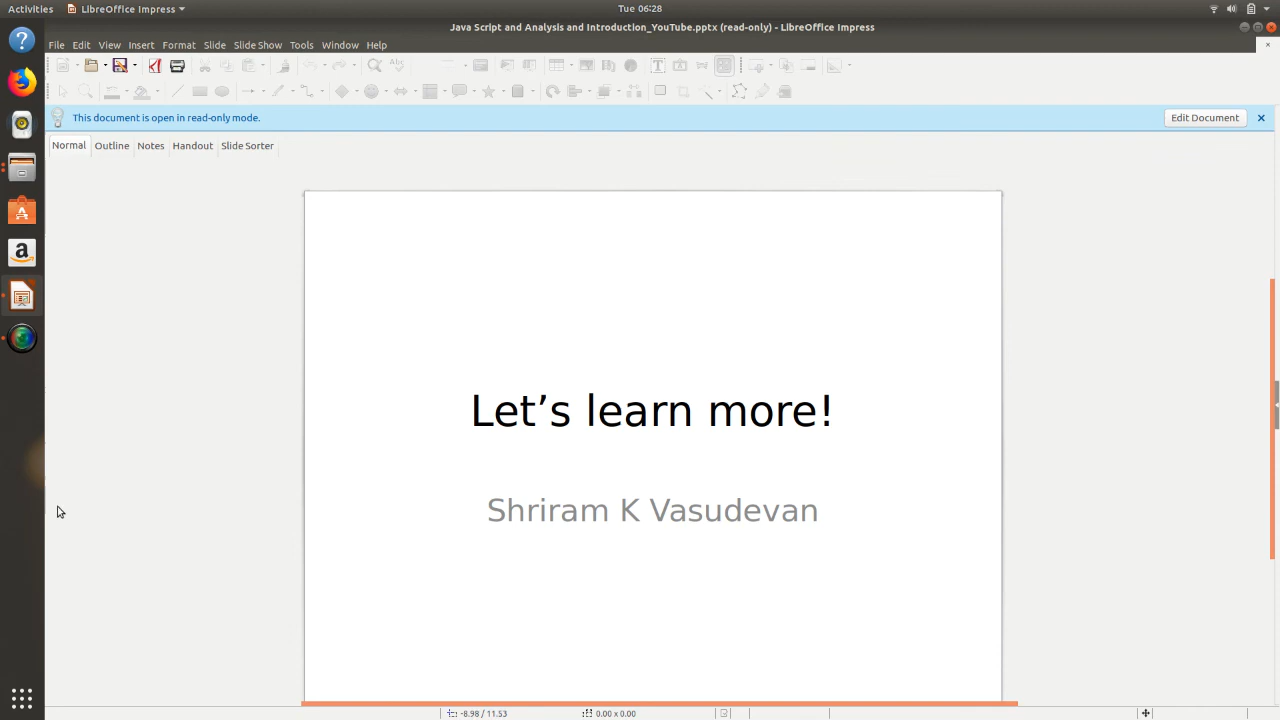 Activities LibreOffice Impress Tue 06:28
Java Script and Analysis and Introduction_YouTube.pptx (read-only) - LibreOffice Impress
File Edit View Insert Format Slide Slide Show Tools Window Help
This document is open in read-only mode. Edit Document
Normal Outline Notes Handout Slide Sorter
Let’s learn more!
Shriram K Vasudevan
-8.98 / 11.53 0.00 x 0.00